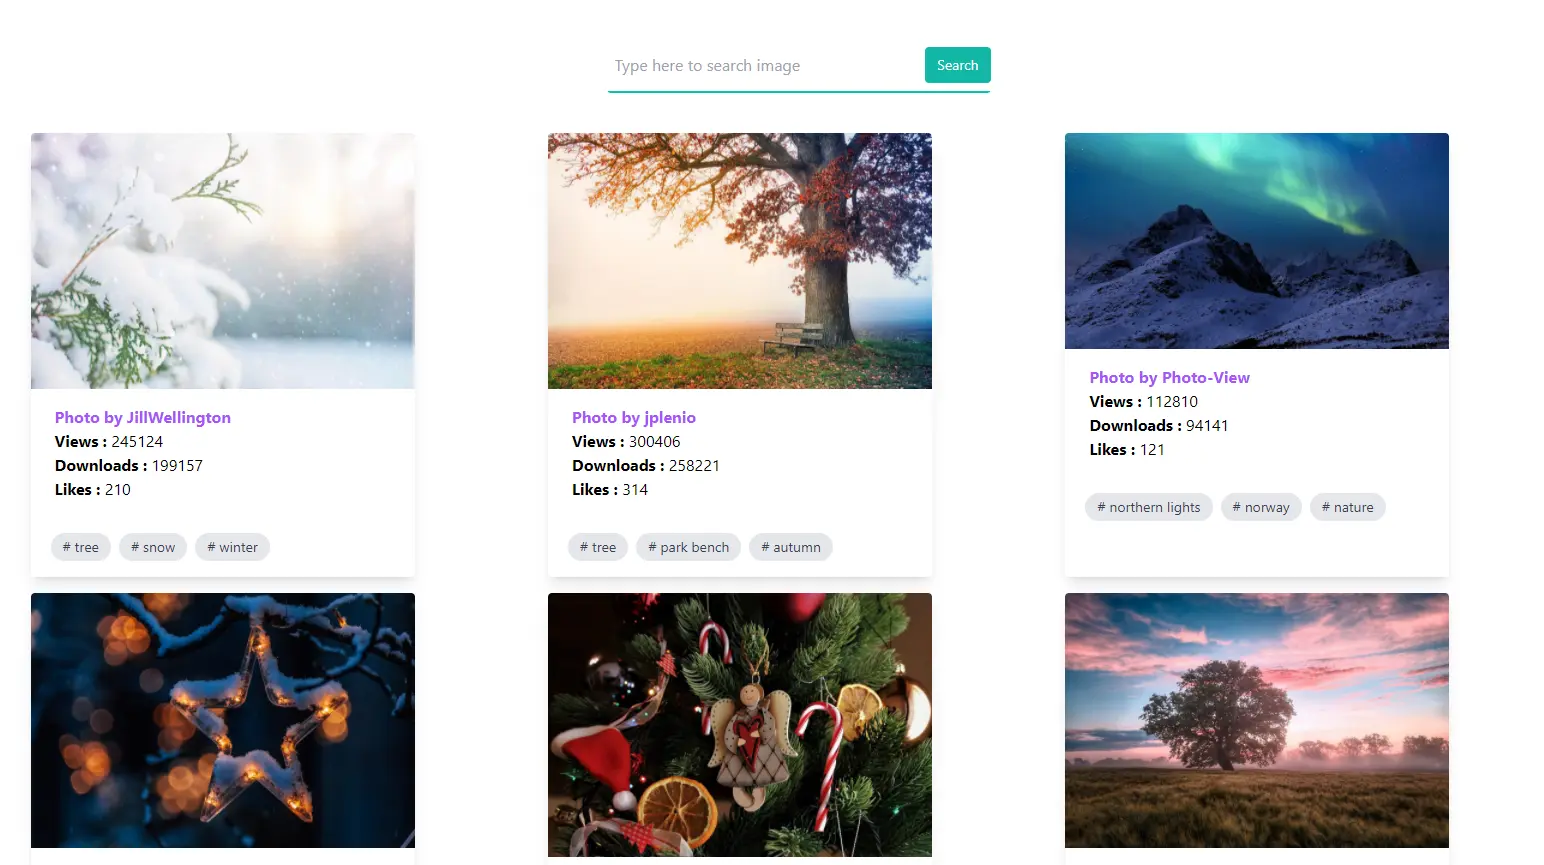 Type here to search image
Search
Photo by JillWellington
Views : 245124
Downloads : 199157
Likes : 210
# tree # snow # winter
Photo by jplenio
Views : 300406
Downloads : 258221
Likes : 314
# tree # park bench # autumn
Photo by Photo-View
Views : 112810
Downloads : 94141
Likes : 121
# northern lights # norway # nature